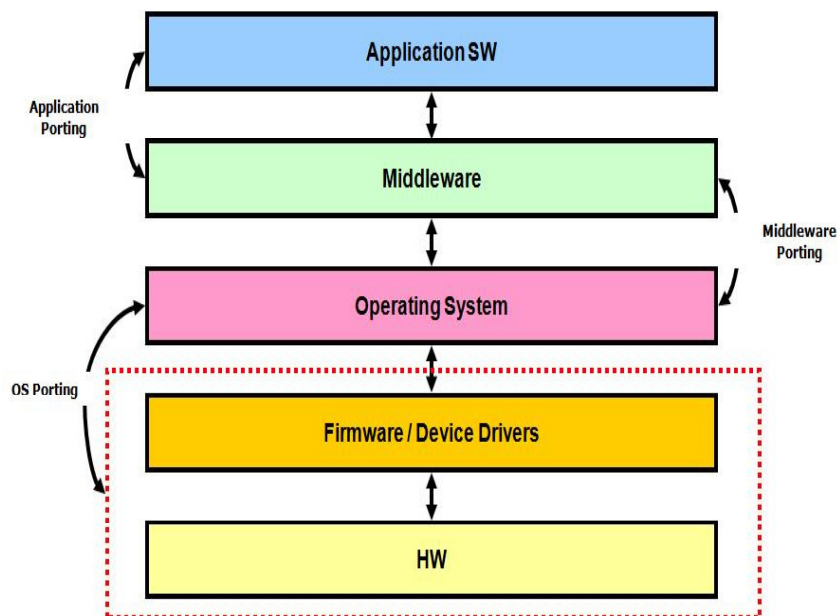 Application SW
Application
Porting
Middleware
Middleware
Porting
Operating System
OS Porting
Firmware / Device Drivers
HW